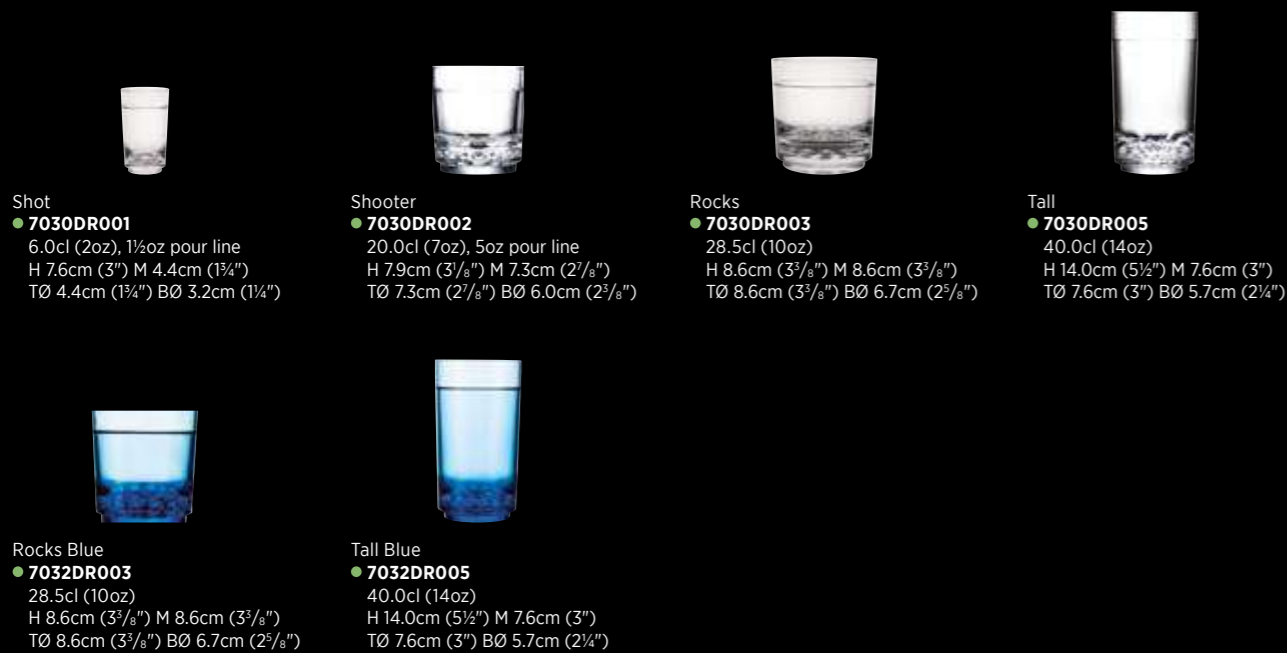 Shot
● 7030DR001
6.0cl (2oz), 1½oz pour line
H 7.6cm (3") M 4.4cm (1¾")
TØ 4.4cm (1¾") BØ 3.2cm (1¼")
Shooter
● 7030DR002
20.0cl (7oz), 5oz pour line
H 7.9cm (3¹/₈") M 7.3cm (2⁷/₈")
TØ 7.3cm (2⁷/₈") BØ 6.0cm (2³/₈")
Rocks
● 7030DR003
28.5cl (10oz)
H 8.6cm (3³/₈") M 8.6cm (3³/₈")
TØ 8.6cm (3³/₈") BØ 6.7cm (2⁵/₈")
Tall
● 7030DR005
40.0cl (14oz)
H 14.0cm (5½") M 7.6cm (3")
TØ 7.6cm (3") BØ 5.7cm (2¼")
Rocks Blue
● 7032DR003
28.5cl (10oz)
H 8.6cm (3³/₈") M 8.6cm (3³/₈")
TØ 8.6cm (3³/₈") BØ 6.7cm (2⁵/₈")
Tall Blue
● 7032DR005
40.0cl (14oz)
H 14.0cm (5½") M 7.6cm (3")
TØ 7.6cm (3") BØ 5.7cm (2¼")